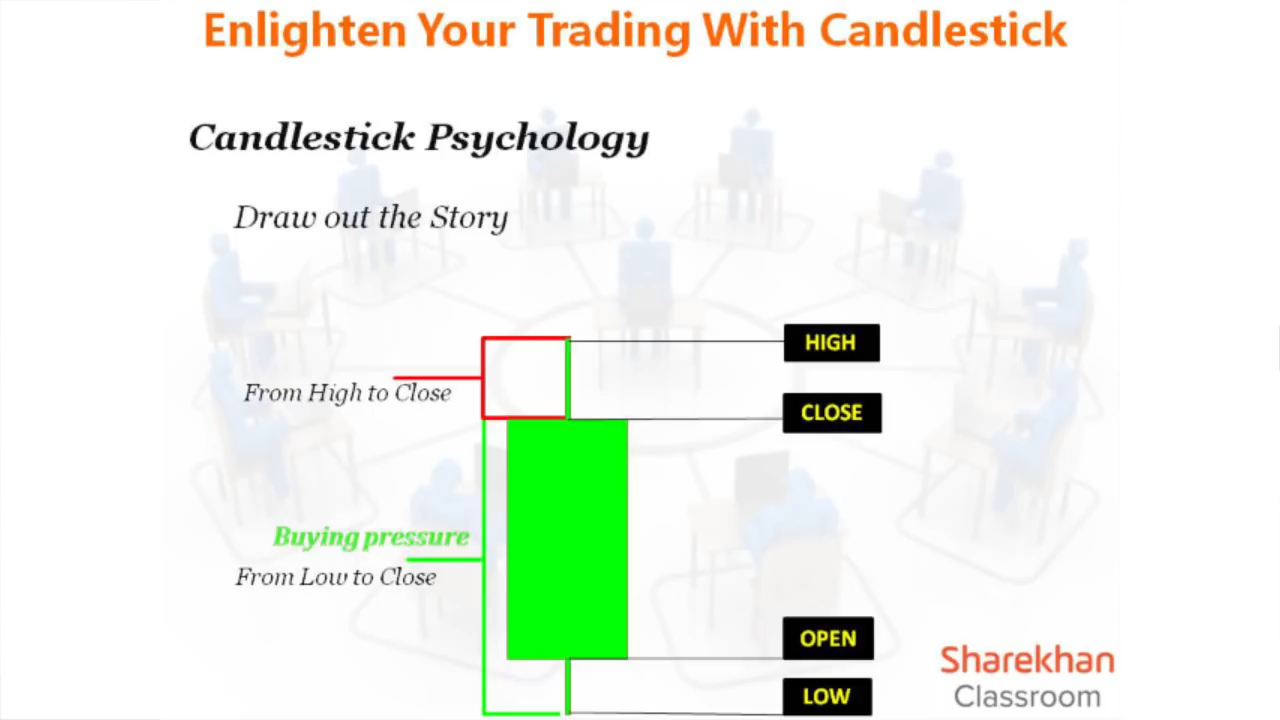 Enlighten Your Trading With Candlestick
Candlestick Psychology
Draw out the Story
HIGH
From High to Close
CLOSE
Buying pressure
From Low to Close
OPEN
LOW
Sharekhan
Classroom